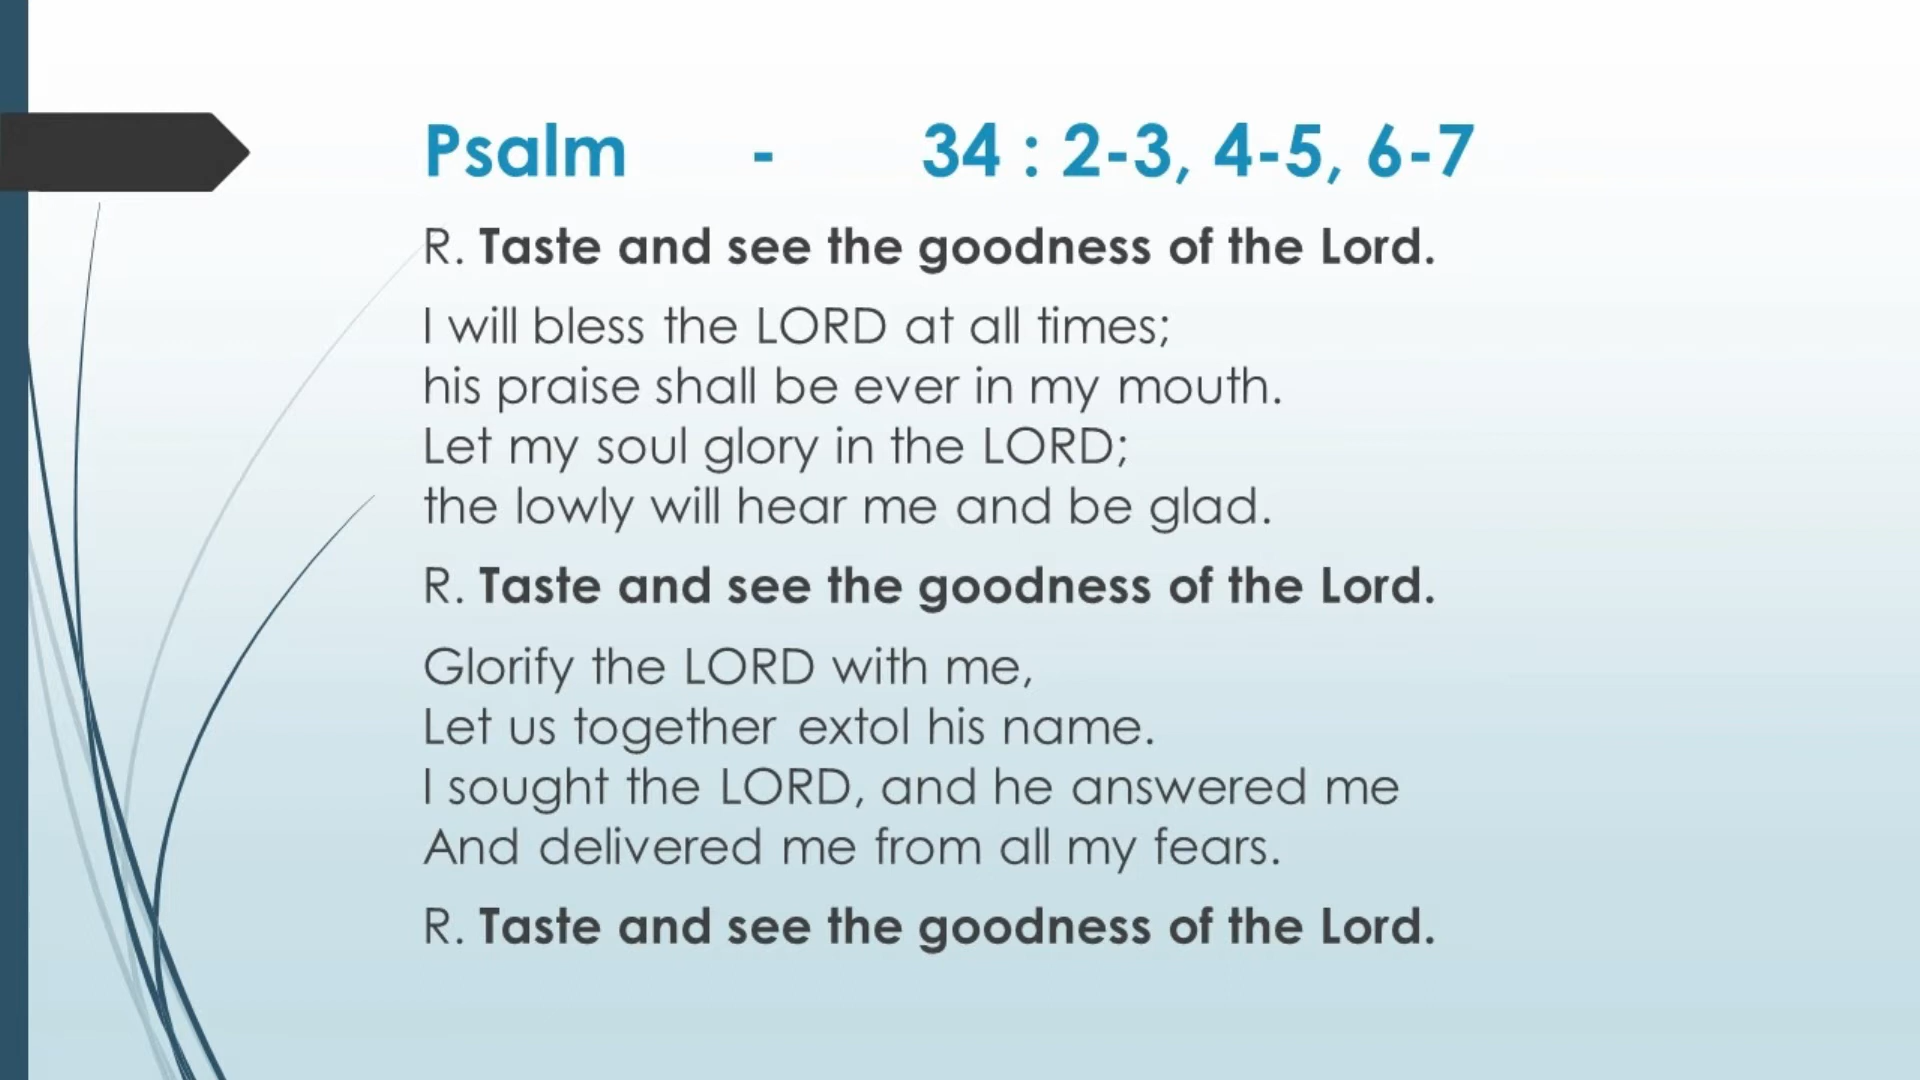 Psalm - 34 : 2-3, 4-5, 6-7
R. Taste and see the goodness of the Lord.
I will bless the LORD at all times;
his praise shall be ever in my mouth.
Let my soul glory in the LORD;
the lowly will hear me and be glad.
R. Taste and see the goodness of the Lord.
Glorify the LORD with me,
Let us together extol his name.
I sought the LORD, and he answered me
And delivered me from all my fears.
R. Taste and see the goodness of the Lord.